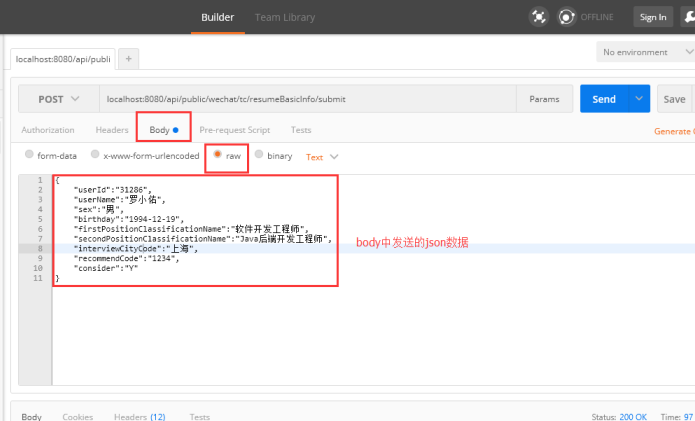 Builder
Team Library
OFFLINE
Sign In
localhost:8080/api/publi
+
No environment
POST
localhost:8080/api/public/wechat/tc/resumeBasicInfo/submit
Params
Send
Save
Authorization
Headers
Body
Pre-request Script
Tests
Generate
form-data
x-www-form-urlencoded
raw
binary
Text
1 {
2 "userId":"31286",
3 "userName":"罗小佑",
4 "sex":"男",
5 "birthday":"1994-12-19",
6 "firstPositionClassificationName":"软件开发工程师",
7 "secondPositionClassificationName":"Java后端开发工程师",
8 "interviewCityCode":"上海",
9 "recommendCode":"1234",
10 "consider":"Y"
11 }
body中发送的json数据
Body
Cookies
Headers (12)
Tests
Status: 200 OK
Time: 97